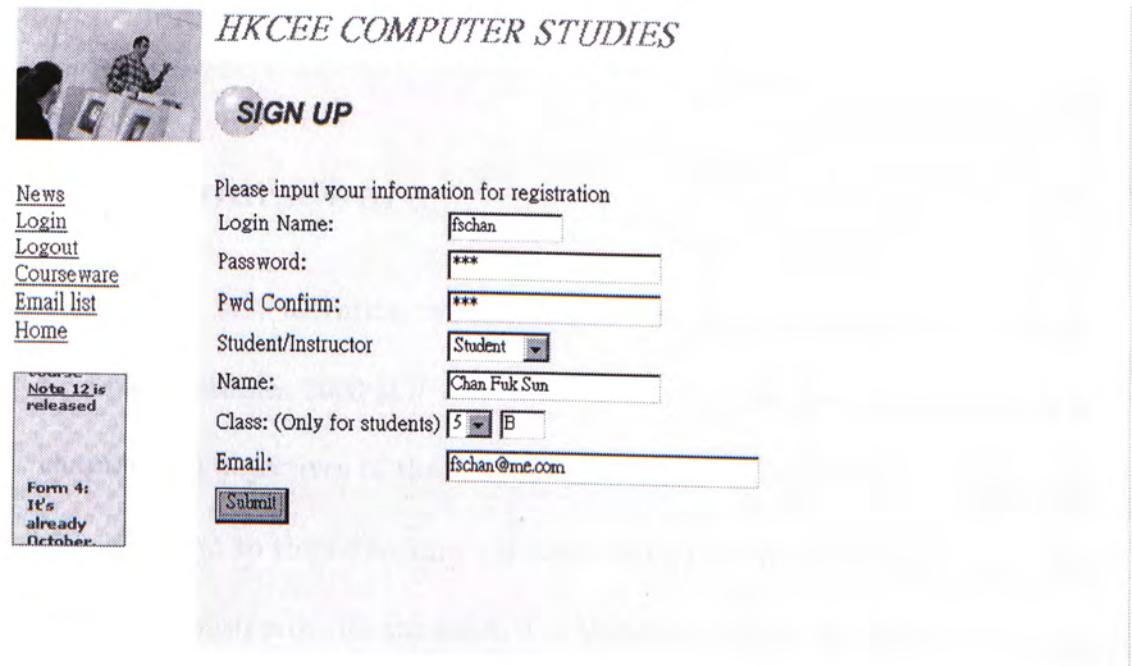 HKCEE COMPUTER STUDIES
SIGN UP
News
Login
Logout
Courseware
Email list
Home
Note 12 is
released
Form 4:
It's
already
October.
Please input your information for registration
Login Name: fschan
Password: ***
Pwd Confirm: ***
Student/Instructor Student
Name: Chan Fuk Sun
Class: (Only for students) 5 B
Email: fschan@me.com
Submit